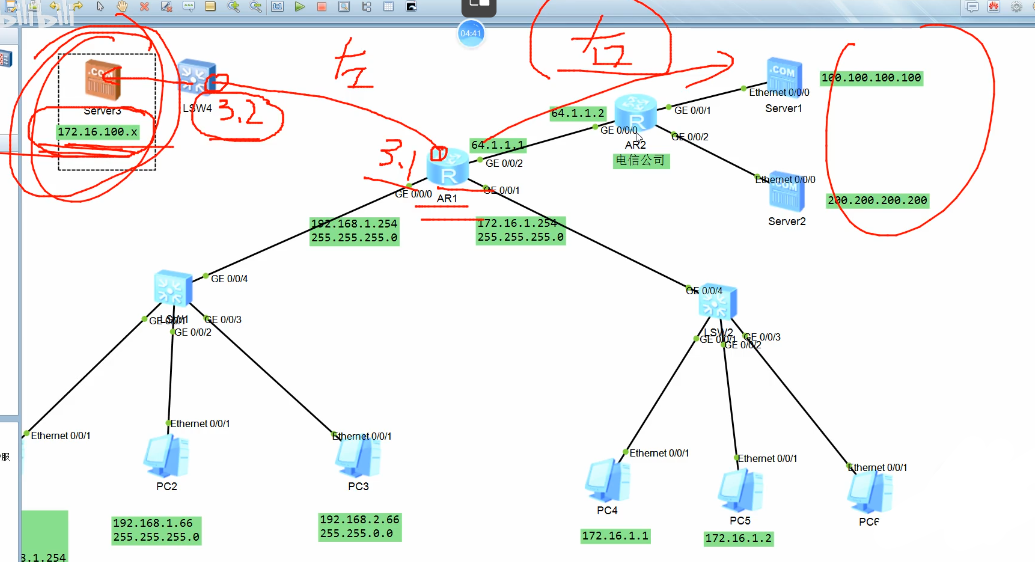 bilibili
04:41
Server3
172.16.100.x
LSW4
3.2
3.1
64.1.1.1
64.1.1.2
GE 0/0/0
GE 0/0/1
GE 0/0/2
AR2
电信公司
Ethernet 0/0/0
Server1
100.100.100.100
Ethernet 0/0/0
Server2
200.200.200.200
GE 0/0/2
GE 0/0/0
GE 0/0/1
AR1
192.168.1.254
255.255.255.0
172.16.1.254
255.255.255.0
GE 0/0/4
LSW1
GE 0/0/2
GE 0/0/3
GE 0/0/4
LSW2
GE 0/0/1
GE 0/0/2
GE 0/0/3
Ethernet 0/0/1
Ethernet 0/0/1
PC2
Ethernet 0/0/1
PC3
Ethernet 0/0/1
PC4
Ethernet 0/0/1
PC5
Ethernet 0/0/1
PC6
192.168.1.66
255.255.255.0
192.168.2.66
255.255.0.0
172.16.1.1
172.16.1.2
3.1.254